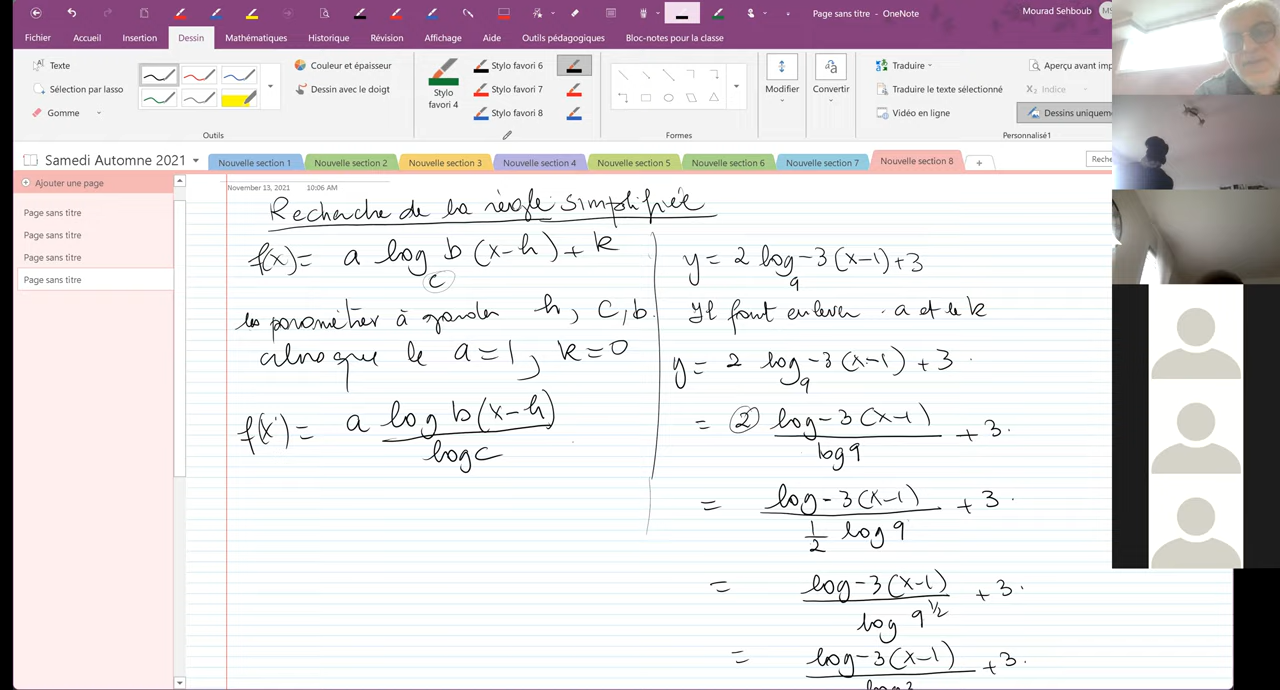 Page sans titre - OneNote
Mourad Sehboub
MS
Fichier Accueil Insertion Dessin Mathématiques Historique Révision Affichage Aide Outils pédagogiques Bloc-notes pour la classe
Texte
Sélection par lasso
Gomme
Outils
Stylo favori 4
Stylo favori 6
Stylo favori 7
Stylo favori 8
Couleur et épaisseur
Dessin avec le doigt
Formes
Modifier
Convertir
Traduire
Traduire le texte sélectionné
Vidéo en ligne
Aperçu avant imp
Indice
Dessins uniqueme
Personnalisé1
Samedi Automne 2021
Nouvelle section 1 Nouvelle section 2 Nouvelle section 3 Nouvelle section 4 Nouvelle section 5 Nouvelle section 6 Nouvelle section 7 Nouvelle section 8 +
Reche
Ajouter une page
Page sans titre
Page sans titre
Page sans titre
Page sans titre
November 13, 2021 10:06 AM
Recherche de la règle simplifiée
f(x) = a log_c b(x-h) + k
les paramètres à garder h, c, b.
alors que le a=1, k=0
f(x) = a log b(x-h) / log c
y = 2 log_9 -3(x-1)+3
Il faut enlever a et le k
y = 2 log_9 -3(x-1) + 3.
= 2 log-3(x-1) / log 9 + 3.
= log-3(x-1) / 1/2 log 9 + 3.
= log-3(x-1) / log 9^1/2 + 3.
= log-3(x-1) / log 3 + 3.